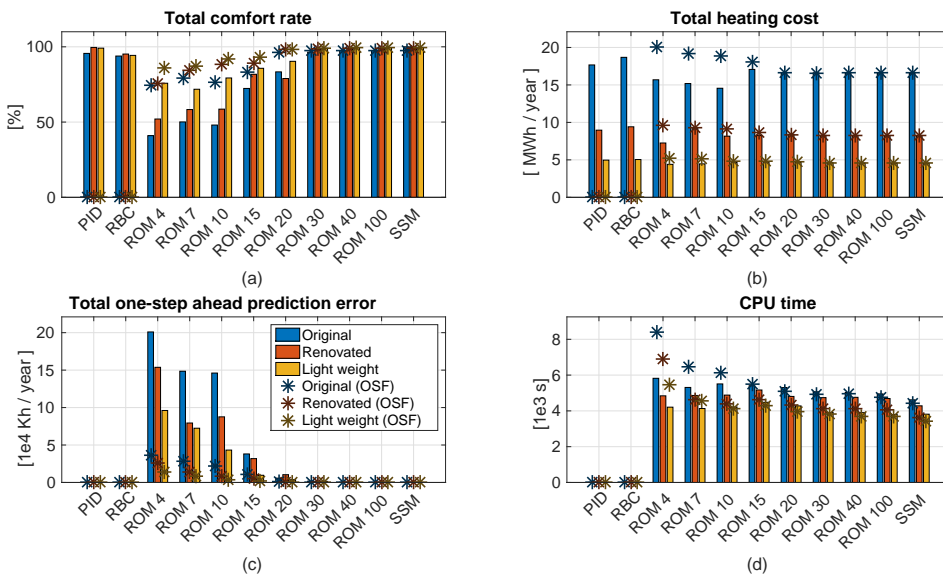 Total comfort rate
[%]
100
50
0
PID
RBC
ROM 4
ROM 7
ROM 10
ROM 15
ROM 20
ROM 30
ROM 40
ROM 100
SSM
(a)
Total heating cost
[ MWh / year ]
20
15
10
5
0
PID
RBC
ROM 4
ROM 7
ROM 10
ROM 15
ROM 20
ROM 30
ROM 40
ROM 100
SSM
(b)
Total one-step ahead prediction error
[1e4 Kh / year ]
20
10
0
Original
Renovated
Light weight
Original (OSF)
Renovated (OSF)
Light weight (OSF)
PID
RBC
ROM 4
ROM 7
ROM 10
ROM 15
ROM 20
ROM 30
ROM 40
ROM 100
SSM
(c)
CPU time
[1e3 s]
8
6
4
2
0
PID
RBC
ROM 4
ROM 7
ROM 10
ROM 15
ROM 20
ROM 30
ROM 40
ROM 100
SSM
(d)